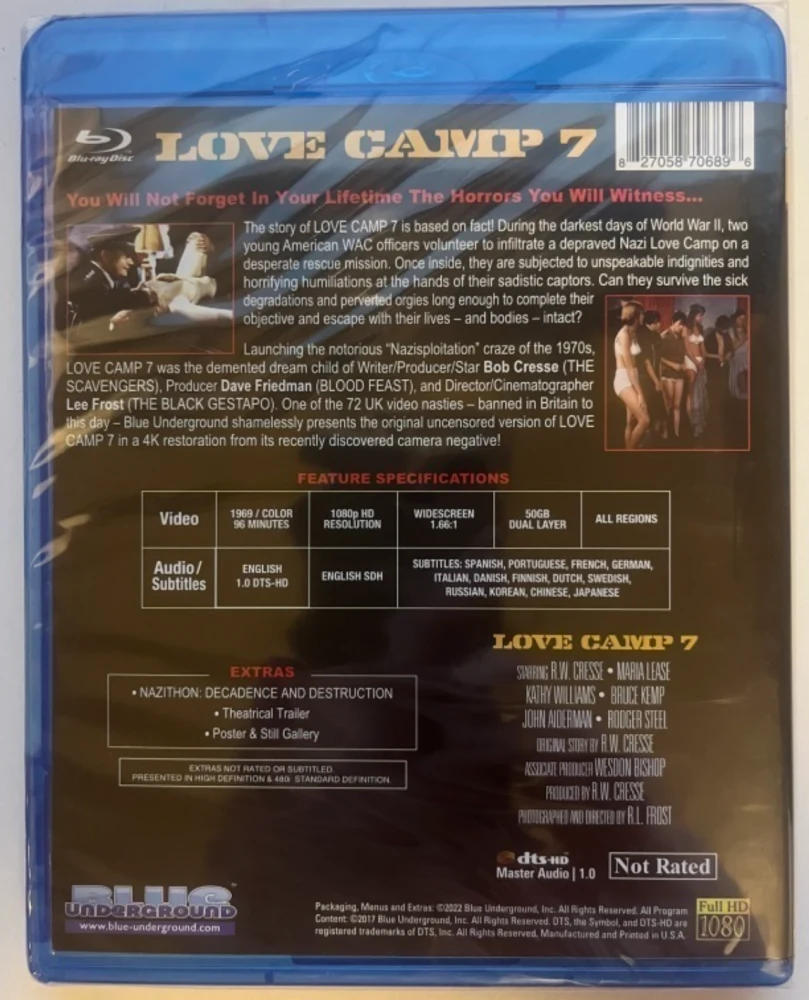 Blu-ray Disc
LOVE CAMP 7
8 27058 70689 6
You Will Not Forget In Your Lifetime The Horrors You Will Witness...
The story of LOVE CAMP 7 is based on fact! During the darkest days of World War II, two
young American WAC officers volunteer to infiltrate a depraved Nazi Love Camp on a
desperate rescue mission. Once inside, they are subjected to unspeakable indignities and
horrifying humiliations at the hands of their sadistic captors. Can they survive the sick
degradations and perverted orgies long enough to complete their
objective and escape with their lives – and bodies – intact?
Launching the notorious "Nazisploitation" craze of the 1970s,
LOVE CAMP 7 was the demented dream child of Writer/Producer/Star Bob Cresse (THE
SCAVENGERS), Producer Dave Friedman (BLOOD FEAST), and Director/Cinematographer
Lee Frost (THE BLACK GESTAPO). One of the 72 UK video nasties – banned in Britain to
this day – Blue Underground shamelessly presents the original uncensored version of LOVE
CAMP 7 in a 4K restoration from its recently discovered camera negative!
FEATURE SPECIFICATIONS
Video
1969 / COLOR
96 MINUTES
1080p HD
RESOLUTION
WIDESCREEN
1.66:1
50GB
DUAL LAYER
ALL REGIONS
Audio /
Subtitles
ENGLISH
1.0 DTS-HD
ENGLISH SDH
SUBTITLES: SPANISH, PORTUGUESE, FRENCH, GERMAN,
ITALIAN, DANISH, FINNISH, DUTCH, SWEDISH,
RUSSIAN, KOREAN, CHINESE, JAPANESE
EXTRAS
• NAZITHON: DECADENCE AND DESTRUCTION
• Theatrical Trailer
• Poster & Still Gallery
EXTRAS NOT RATED OR SUBTITLED.
PRESENTED IN HIGH DEFINITION & 480i STANDARD DEFINITION.
LOVE CAMP 7
STARRING R.W. CRESSE • MARIA LEASE
KATHY WILLIAMS • BRUCE KEMP
JOHN ALDERMAN • RODGER STEEL
ORIGINAL STORY BY R.W. CRESSE
ASSOCIATE PRODUCER WESDON BISHOP
PRODUCED BY R.W. CRESSE
PHOTOGRAPHED AND DIRECTED BY R.L. FROST
dts-HD
Master Audio | 1.0
Not Rated
BLUE
UNDERGROUND™
www.blue-underground.com
Packaging, Menus and Extras: ©2022 Blue Underground, Inc. All Rights Reserved. All Program
Content: ©2017 Blue Underground, Inc. All Rights Reserved. DTS, the Symbol, and DTS-HD are
registered trademarks of DTS, Inc. All Rights Reserved. Manufactured and Printed in U.S.A.
Full HD
1080